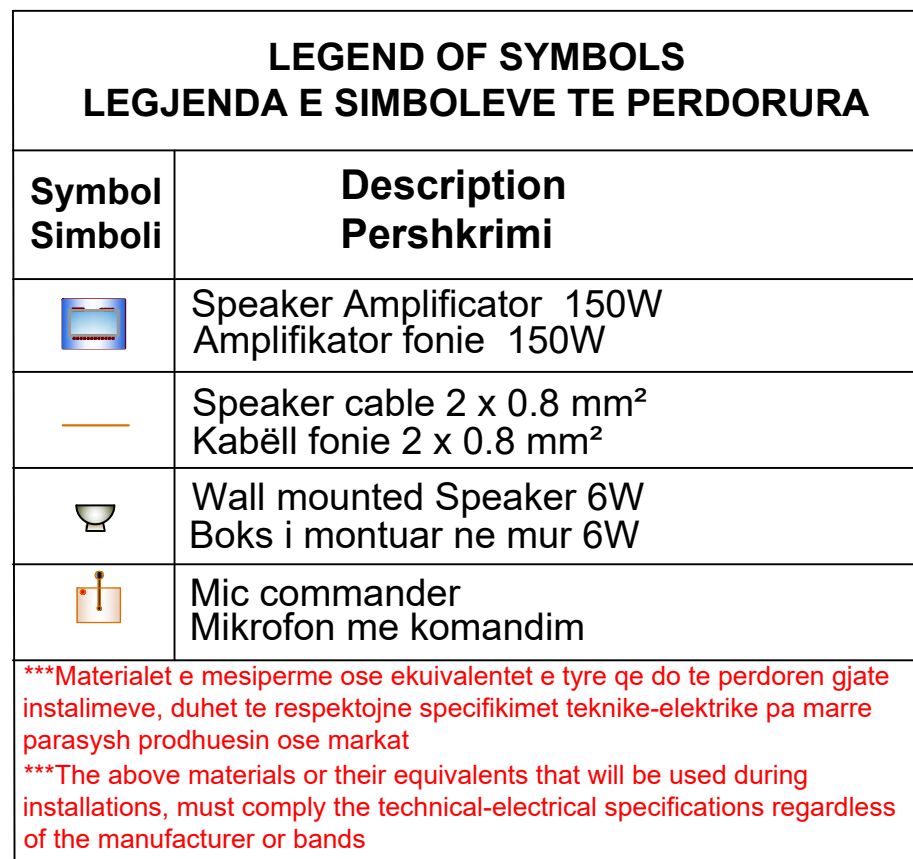 LEGEND OF SYMBOLS
LEGJENDA E SIMBOLEVE TE PERDORURA
Symbol
Simboli
Description
Pershkrimi
Speaker Amplificator 150W
Amplifikator fonie 150W
Speaker cable 2 x 0.8 mm²
Kabëll fonie 2 x 0.8 mm²
Wall mounted Speaker 6W
Boks i montuar ne mur 6W
Mic commander
Mikrofon me komandim
***Materialet e mesiperme ose ekuivalentet e tyre qe do te perdoren gjate
instalimeve, duhet te respektojne specifikimet teknike-elektrike pa marre
parasysh prodhuesin ose markat
***The above materials or their equivalents that will be used during
installations, must comply the technical-electrical specifications regardless
of the manufacturer or bands